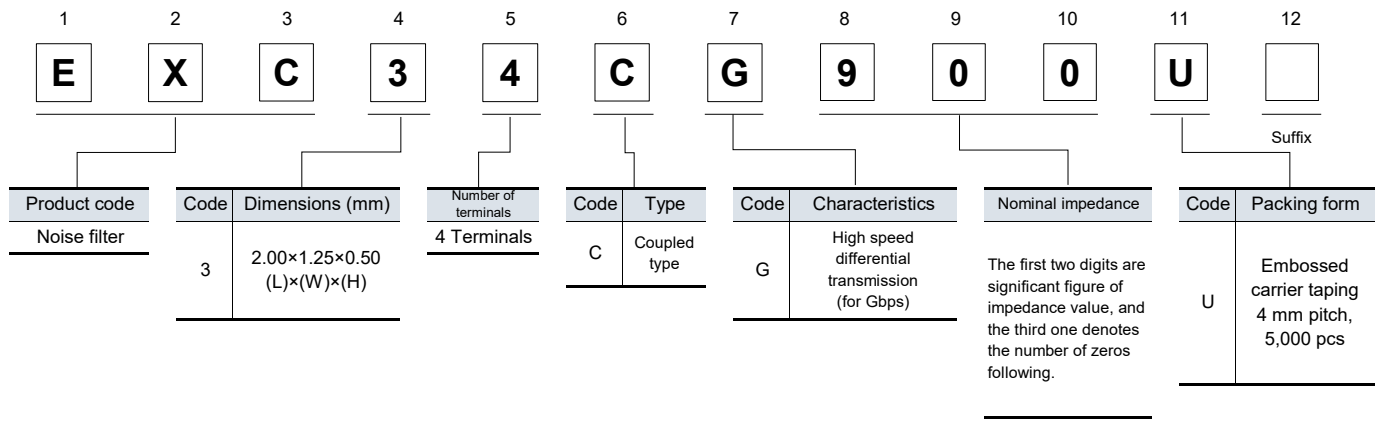 1 2 3 4 5 6 7 8 9 10 11 12
E X C 3 4 C G 9 0 0 U
Suffix
Product code
Noise filter
Code Dimensions (mm)
3
2.00×1.25×0.50
(L)×(W)×(H)
Number of
terminals
4 Terminals
Code Type
C
Coupled
type
Code Characteristics
G
High speed
differential
transmission
(for Gbps)
Nominal impedance
The first two digits are
significant figure of
impedance value, and
the third one denotes
the number of zeros
following.
Code Packing form
U
Embossed
carrier taping
4 mm pitch,
5,000 pcs